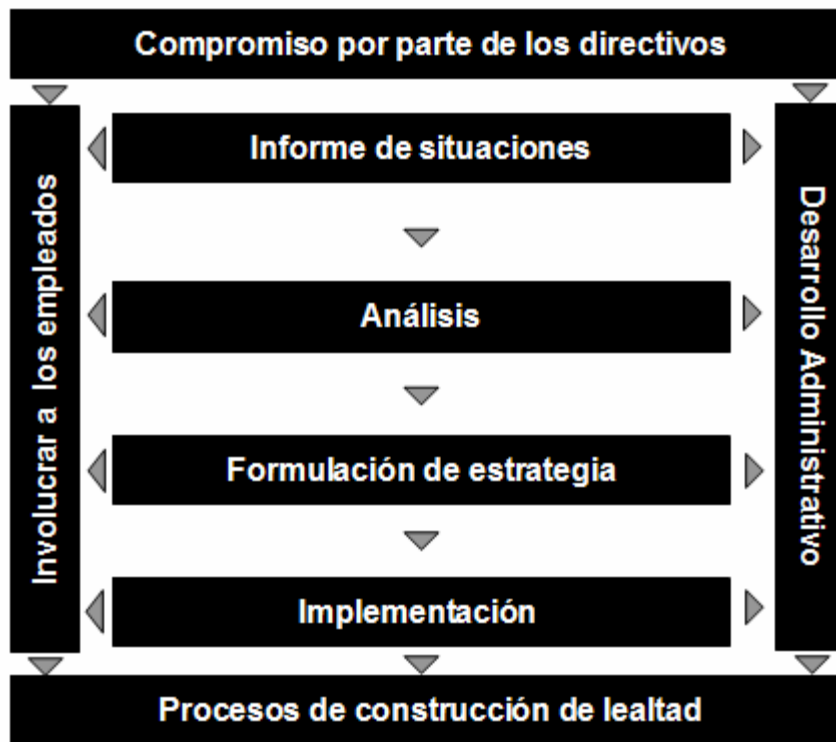 Compromiso por parte de los directivos
Involucrar a los empleados
Informe de situaciones
Análisis
Formulación de estrategia
Implementación
Desarrollo Administrativo
Procesos de construcción de lealtad